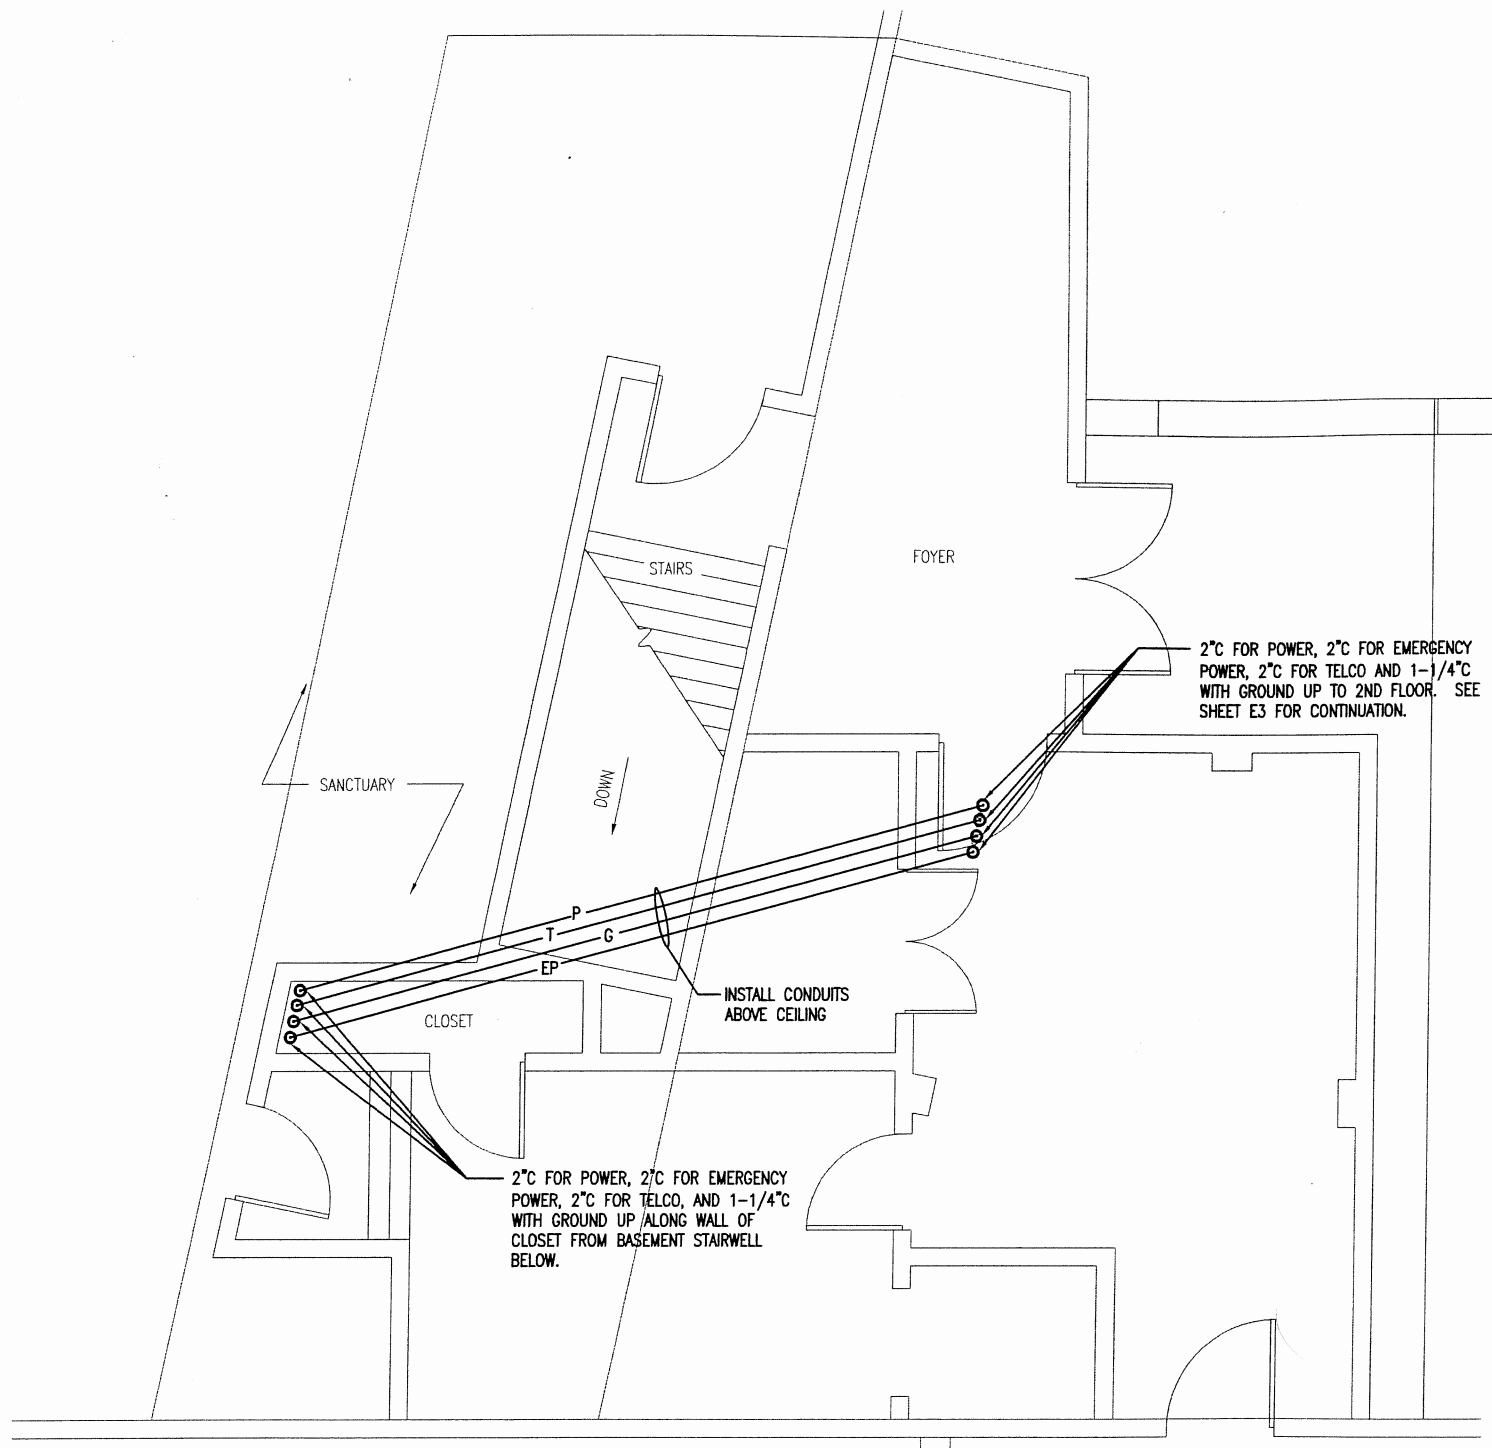 STAIRS
FOYER
2"C FOR POWER, 2"C FOR EMERGENCY
POWER, 2"C FOR TELCO AND 1-1/4"C
WITH GROUND UP TO 2ND FLOOR. SEE
SHEET E3 FOR CONTINUATION.
SANCTUARY
DOWN
P
T
G
EP
INSTALL CONDUITS
ABOVE CEILING
CLOSET
2"C FOR POWER, 2"C FOR EMERGENCY
POWER, 2"C FOR TELCO, AND 1-1/4"C
WITH GROUND UP ALONG WALL OF
CLOSET FROM BASEMENT STAIRWELL
BELOW.